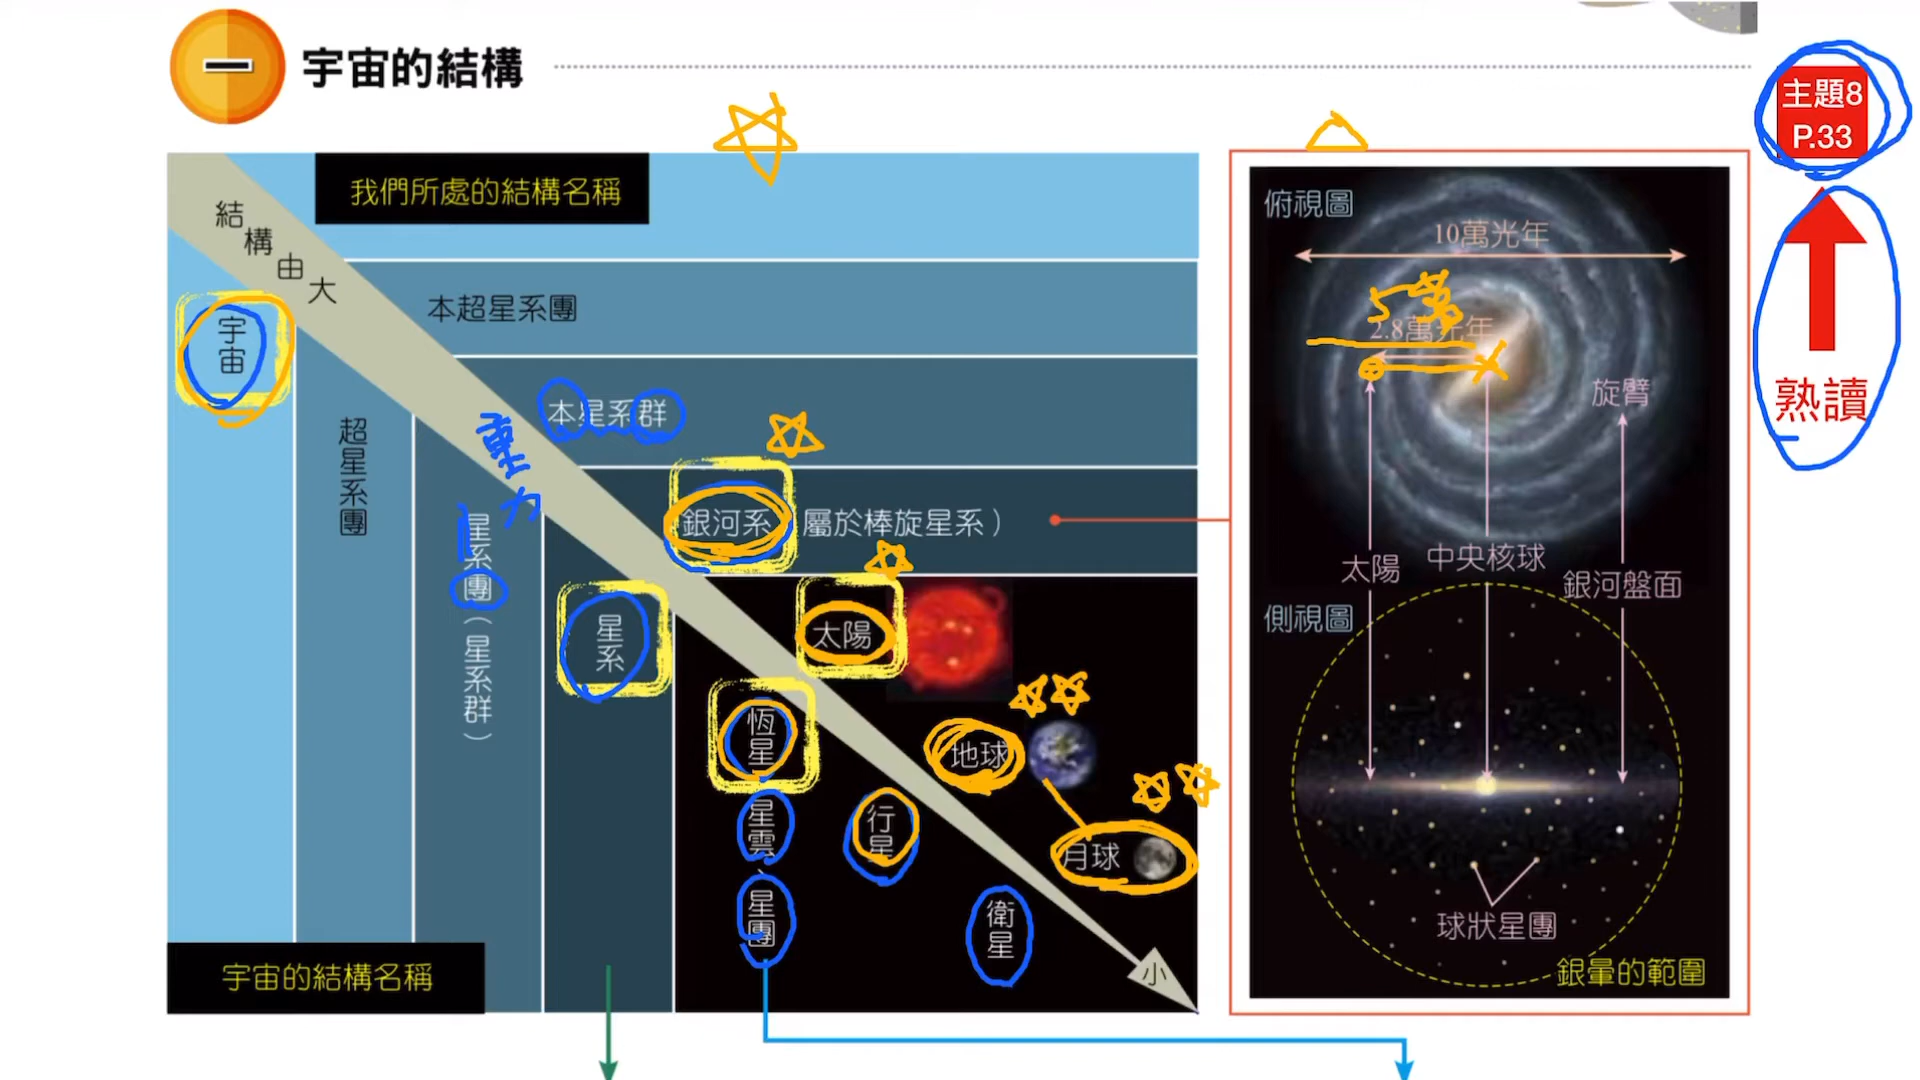 一 宇宙的結構
主題8
P.33
熟讀
我們所處的結構名稱
結構由大
宇宙
本超星系團
超星系團
本星系群
重力
星系團（星系群）
銀河系（屬於棒旋星系）
星系
太陽
恆星
星雲、
星團
地球
行星
月球
衛星
小
宇宙的結構名稱
俯視圖
10萬光年
5萬
2.8萬光年
旋臂
太陽
中央核球
銀河盤面
側視圖
球狀星團
銀暈的範圍